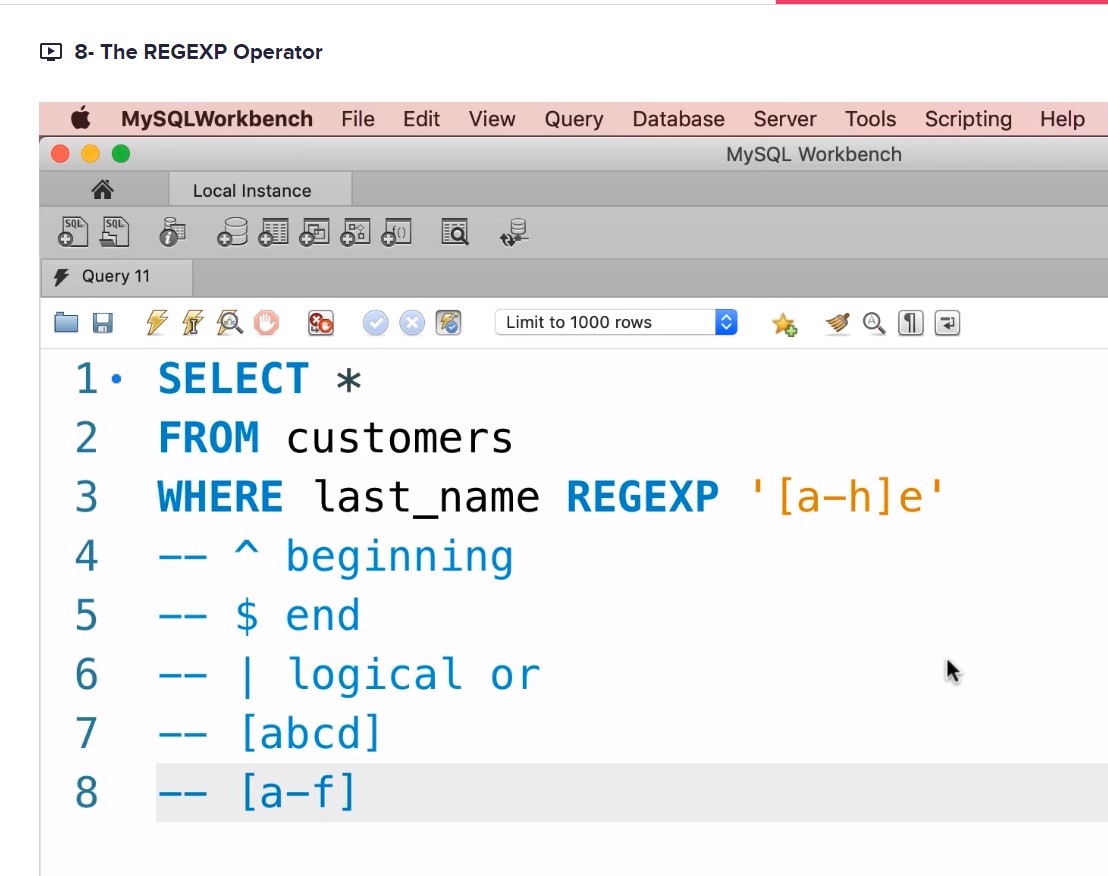 8- The REGEXP Operator
MySQLWorkbench File Edit View Query Database Server Tools Scripting Help
MySQL Workbench
Local Instance
SQL SQL
Query 11
Limit to 1000 rows
1 SELECT *
2 FROM customers
3 WHERE last_name REGEXP '[a-h]e'
4 -- ^ beginning
5 -- $ end
6 -- | logical or
7 -- [abcd]
8 -- [a-f]